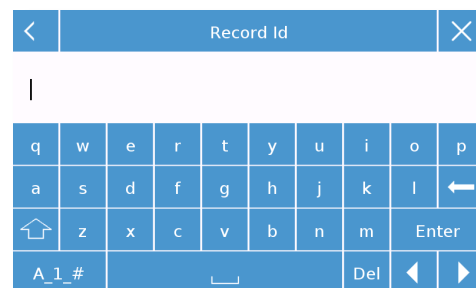 Record Id
q w e r t y u i o p
a s d f g h j k l
z x c v b n m Enter
A_1_# Del